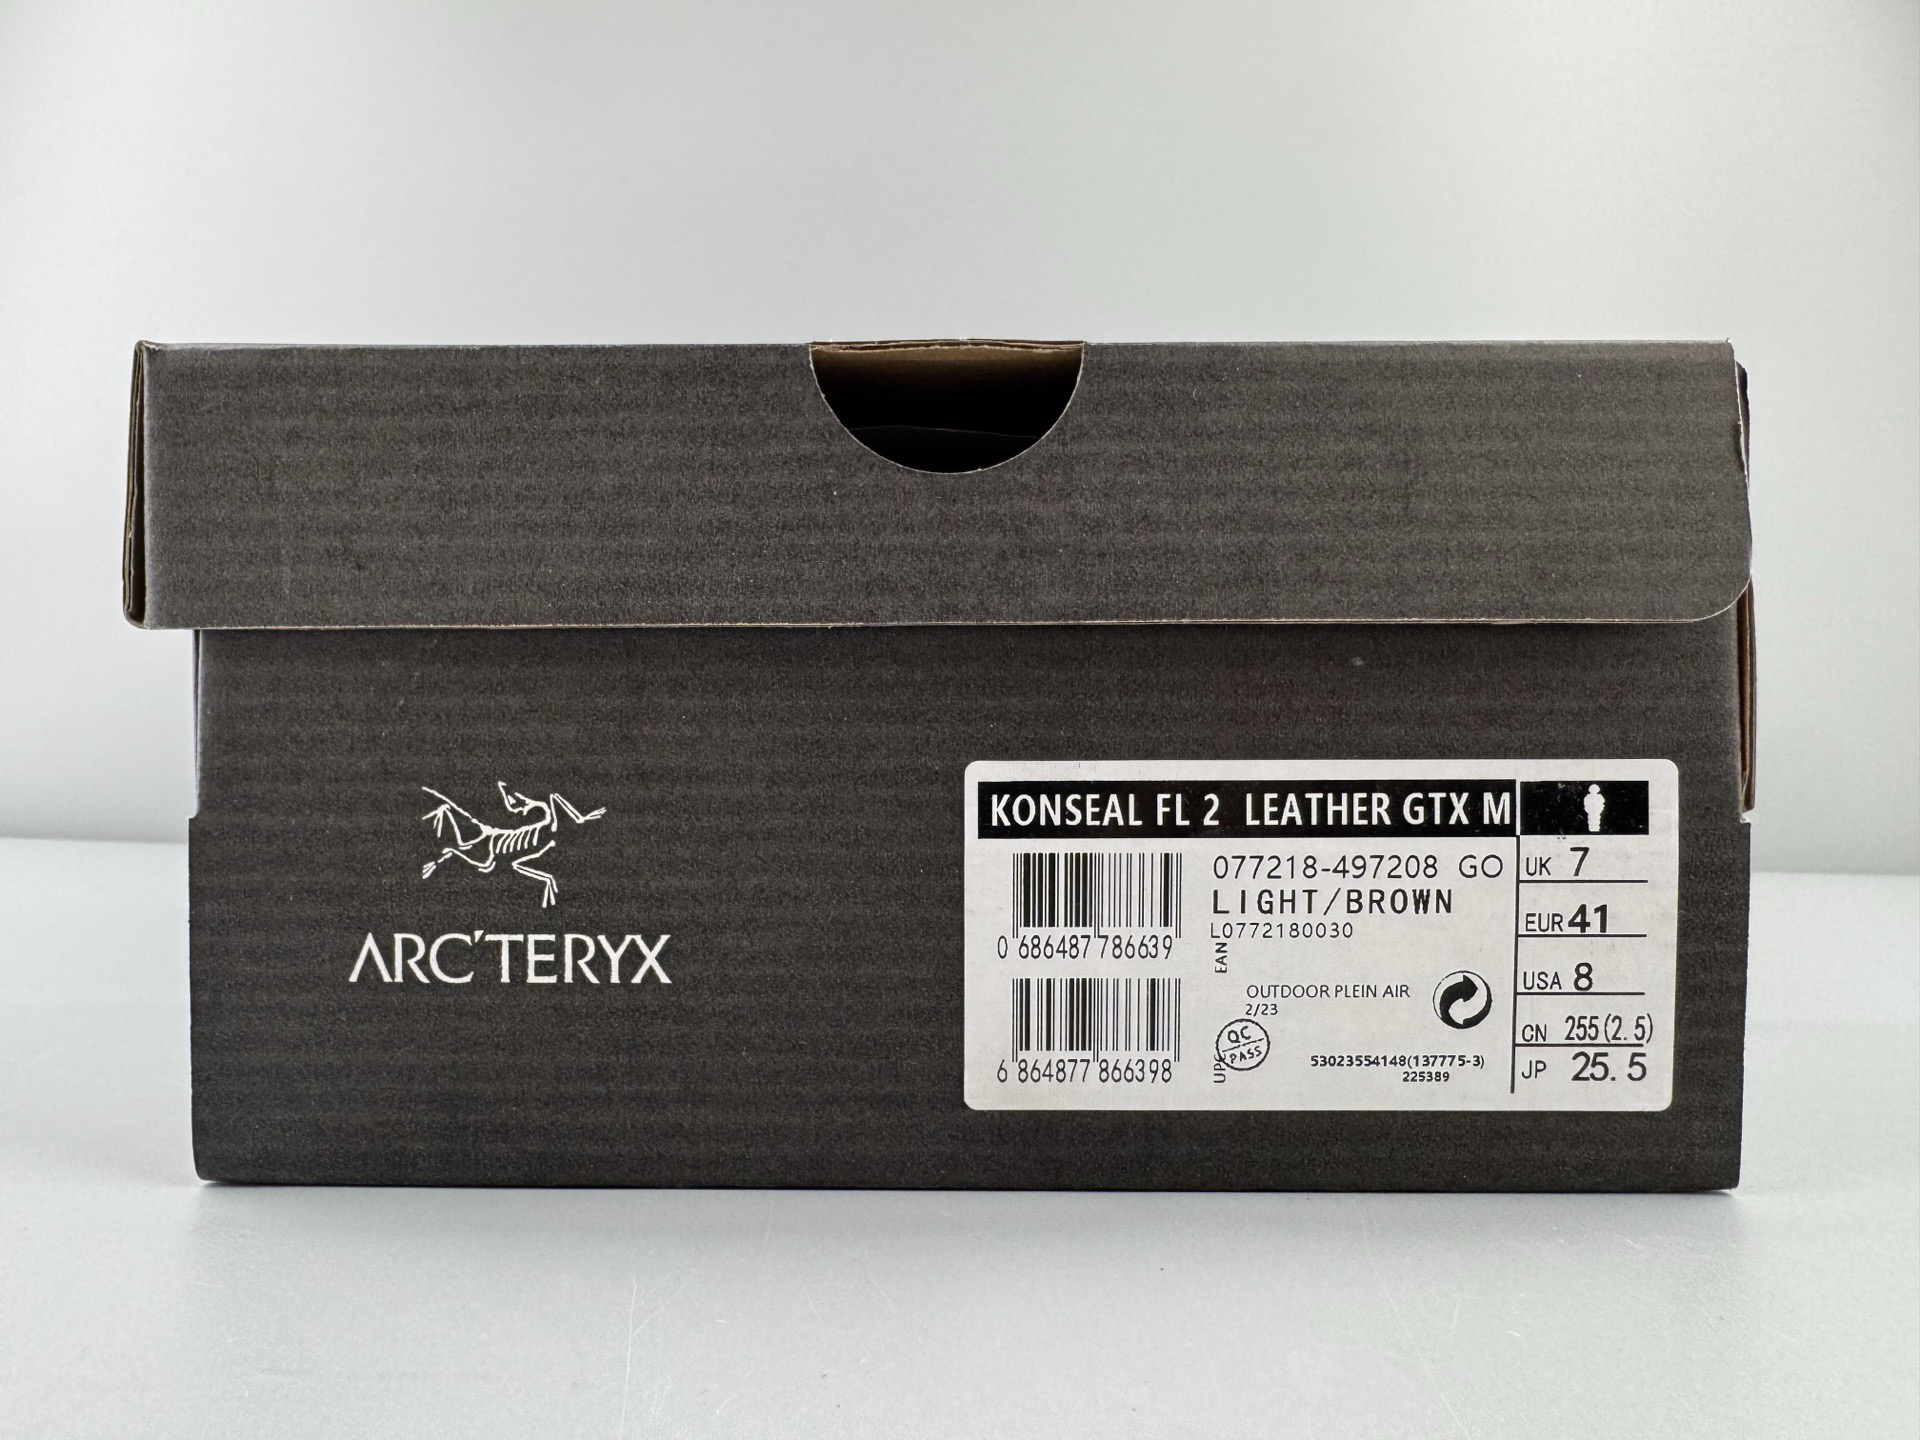 ARC'TERYX
KONSEAL FL 2 LEATHER GTX M
077218-497208 GO
LIGHT/BROWN
L0772180030
0 686487 786639
EAN
OUTDOOR PLEIN AIR
2/23
QC
PASS
UPC
53023554148(137775-3)
225389
6 864877 866398
UK 7
EUR 41
USA 8
CN 255(2.5)
JP 25.5